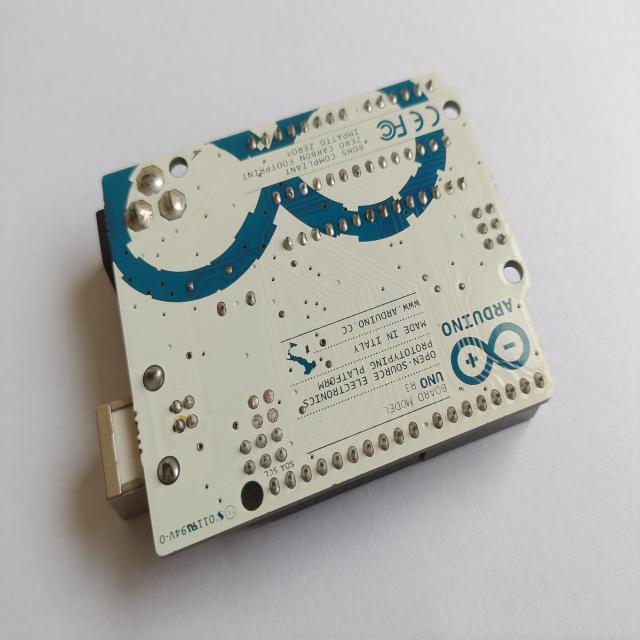 ARDUINO
BOARD MODEL
UNO R3
OPEN-SOURCE ELECTRONICS
PROTOTYPING PLATFORM
MADE IN ITALY
WWW.ARDUINO.CC
SDA SCL
ROHS COMPLIANT
ZERO CARBON FOOTPRINT
IMPATTO ZERO®
CE FC
94V-0